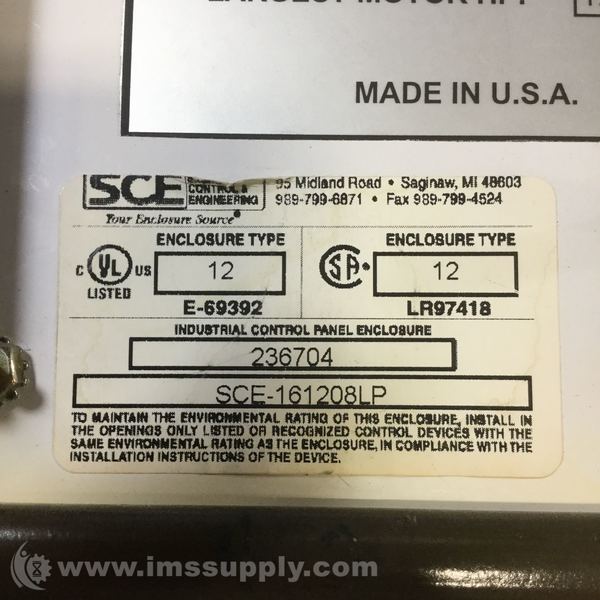 MADE IN U.S.A.
SCE CONTROL & ENGINEERING
95 Midland Road • Saginaw, MI 48603
989-799-6871 • Fax 989-799-4524
Your Enclosure Source®
ENCLOSURE TYPE
12
C UL US
LISTED
E-69392
ENCLOSURE TYPE
SA
12
LR97418
INDUSTRIAL CONTROL PANEL ENCLOSURE
236704
SCE-161208LP
TO MAINTAIN THE ENVIRONMENTAL RATING OF THIS ENCLOSURE, INSTALL IN
THE OPENINGS ONLY LISTED OR RECOGNIZED CONTROL DEVICES WITH THE
SAME ENVIRONMENTAL RATING AS THE ENCLOSURE, IN COMPLIANCE WITH THE
INSTALLATION INSTRUCTIONS OF THE DEVICE.
www.imssupply.com